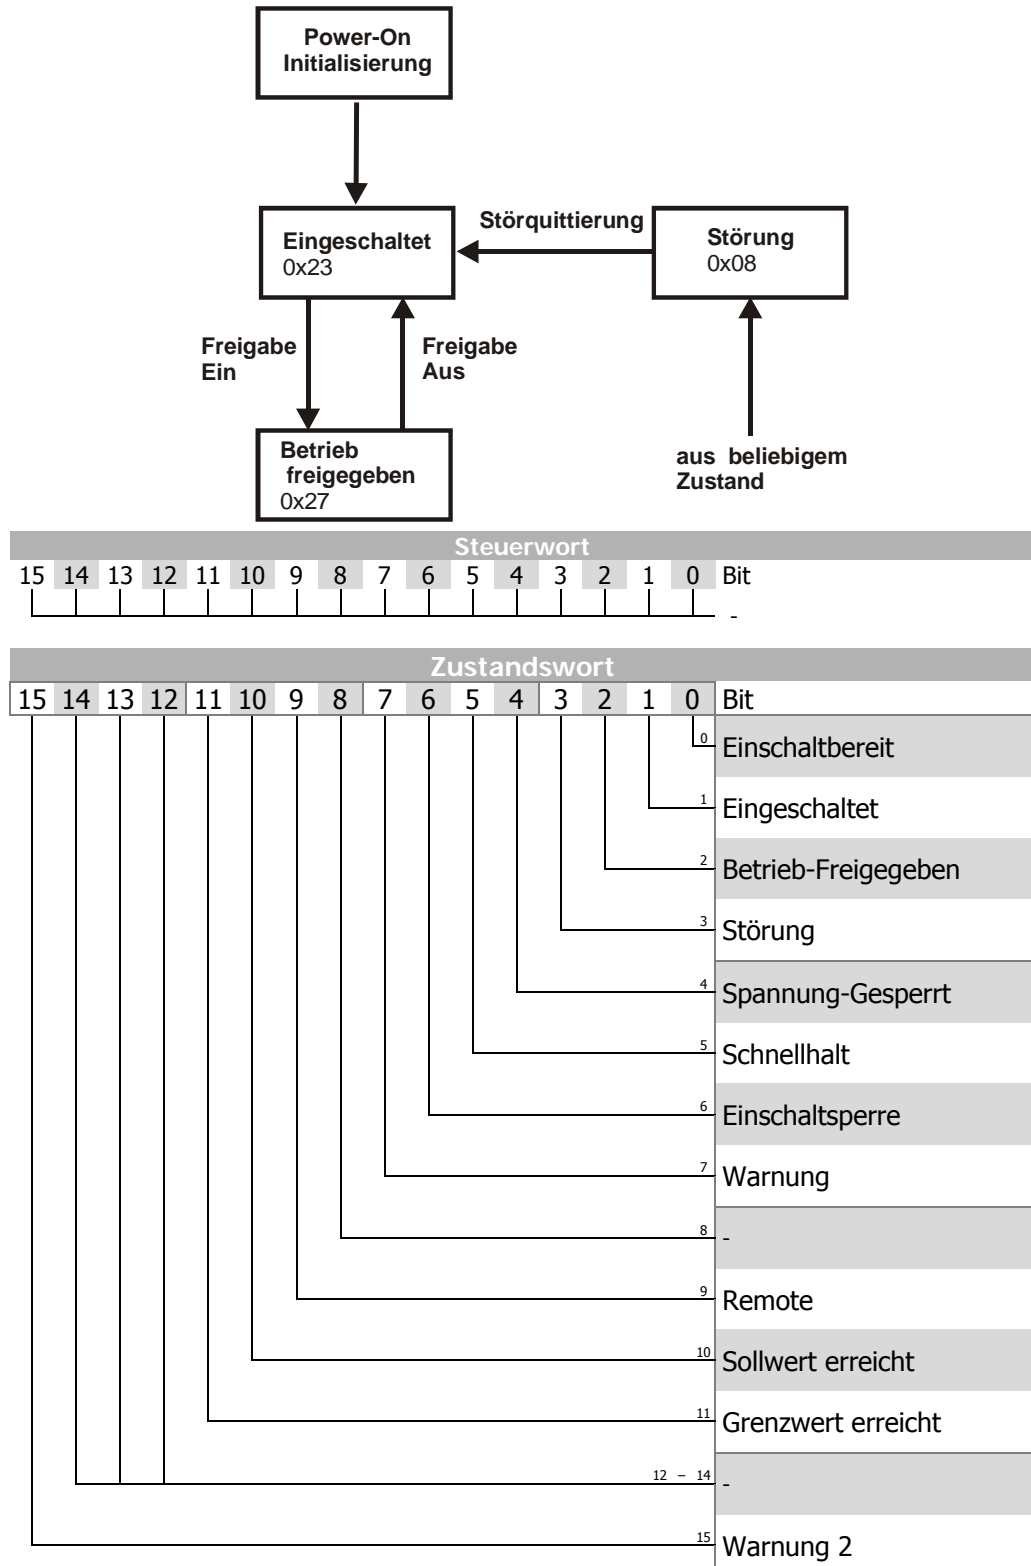 Power-On
Initialisierung
Eingeschaltet
0x23
Störquittierung
Störung
0x08
Freigabe
Ein
Freigabe
Aus
Betrieb
freigegeben
0x27
aus beliebigem
Zustand
Steuerwort
15 14 13 12 11 10 9 8 7 6 5 4 3 2 1 0 Bit
-
Zustandswort
15 14 13 12 11 10 9 8 7 6 5 4 3 2 1 0 Bit
0 Einschaltbereit
1 Eingeschaltet
2 Betrieb-Freigegeben
3 Störung
4 Spannung-Gesperrt
5 Schnellhalt
6 Einschaltsperre
7 Warnung
8 -
9 Remote
10 Sollwert erreicht
11 Grenzwert erreicht
12 – 14 -
15 Warnung 2